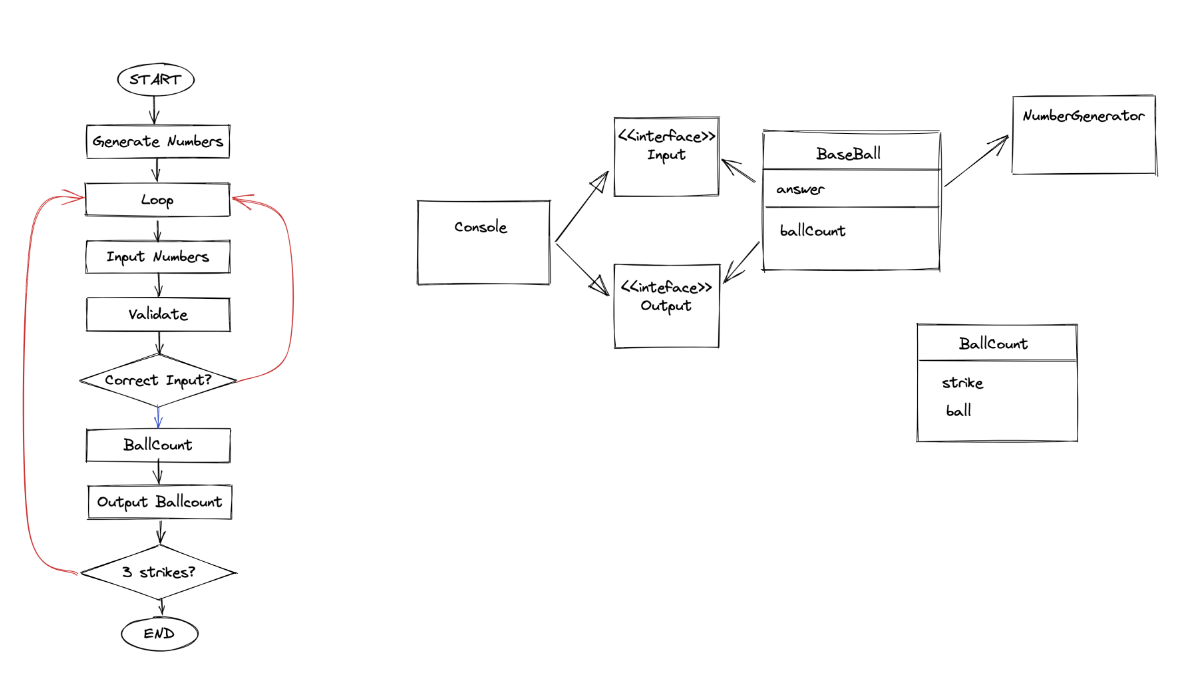 START
Generate Numbers
Loop
Input Numbers
Validate
Correct Input?
BallCount
Output Ballcount
3 strikes?
END
Console
<<interface>>
Input
<<inteface>>
Output
BaseBall
answer
ballCount
NumberGenerator
BallCount
strike
ball